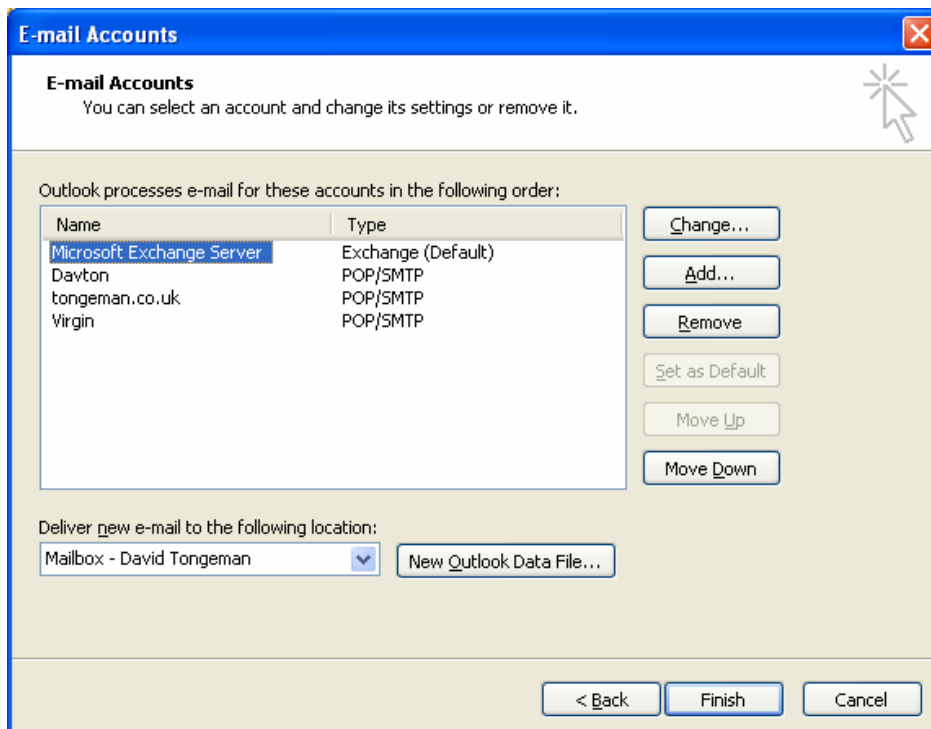 E-mail Accounts
E-mail Accounts
You can select an account and change its settings or remove it.
Outlook processes e-mail for these accounts in the following order:
Name Type
Microsoft Exchange Server Exchange (Default)
Davton POP/SMTP
tongeman.co.uk POP/SMTP
Virgin POP/SMTP
Change...
Add...
Remove
Set as Default
Move Up
Move Down
Deliver new e-mail to the following location:
Mailbox - David Tongeman New Outlook Data File...
< Back Finish Cancel